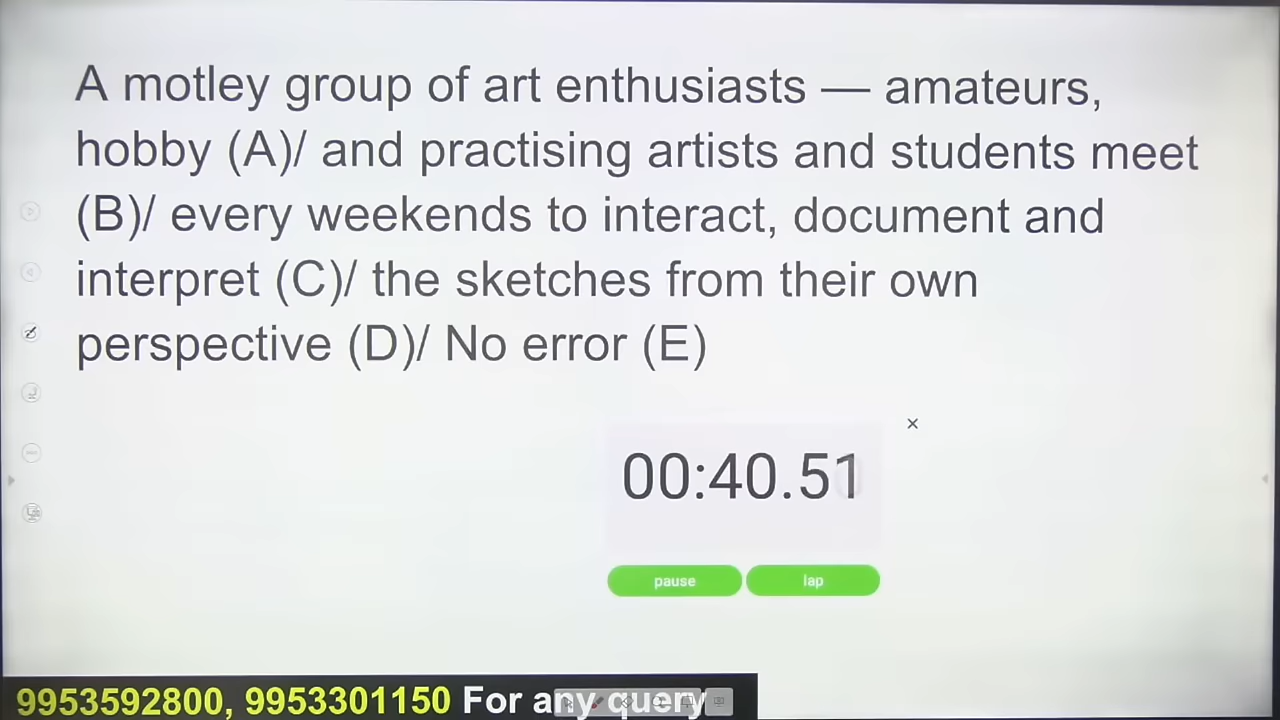 A motley group of art enthusiasts — amateurs,
hobby (A)/ and practising artists and students meet
(B)/ every weekends to interact, document and
interpret (C)/ the sketches from their own
perspective (D)/ No error (E)
×
00:40.51
pause lap
9953592800, 9953301150 For any query